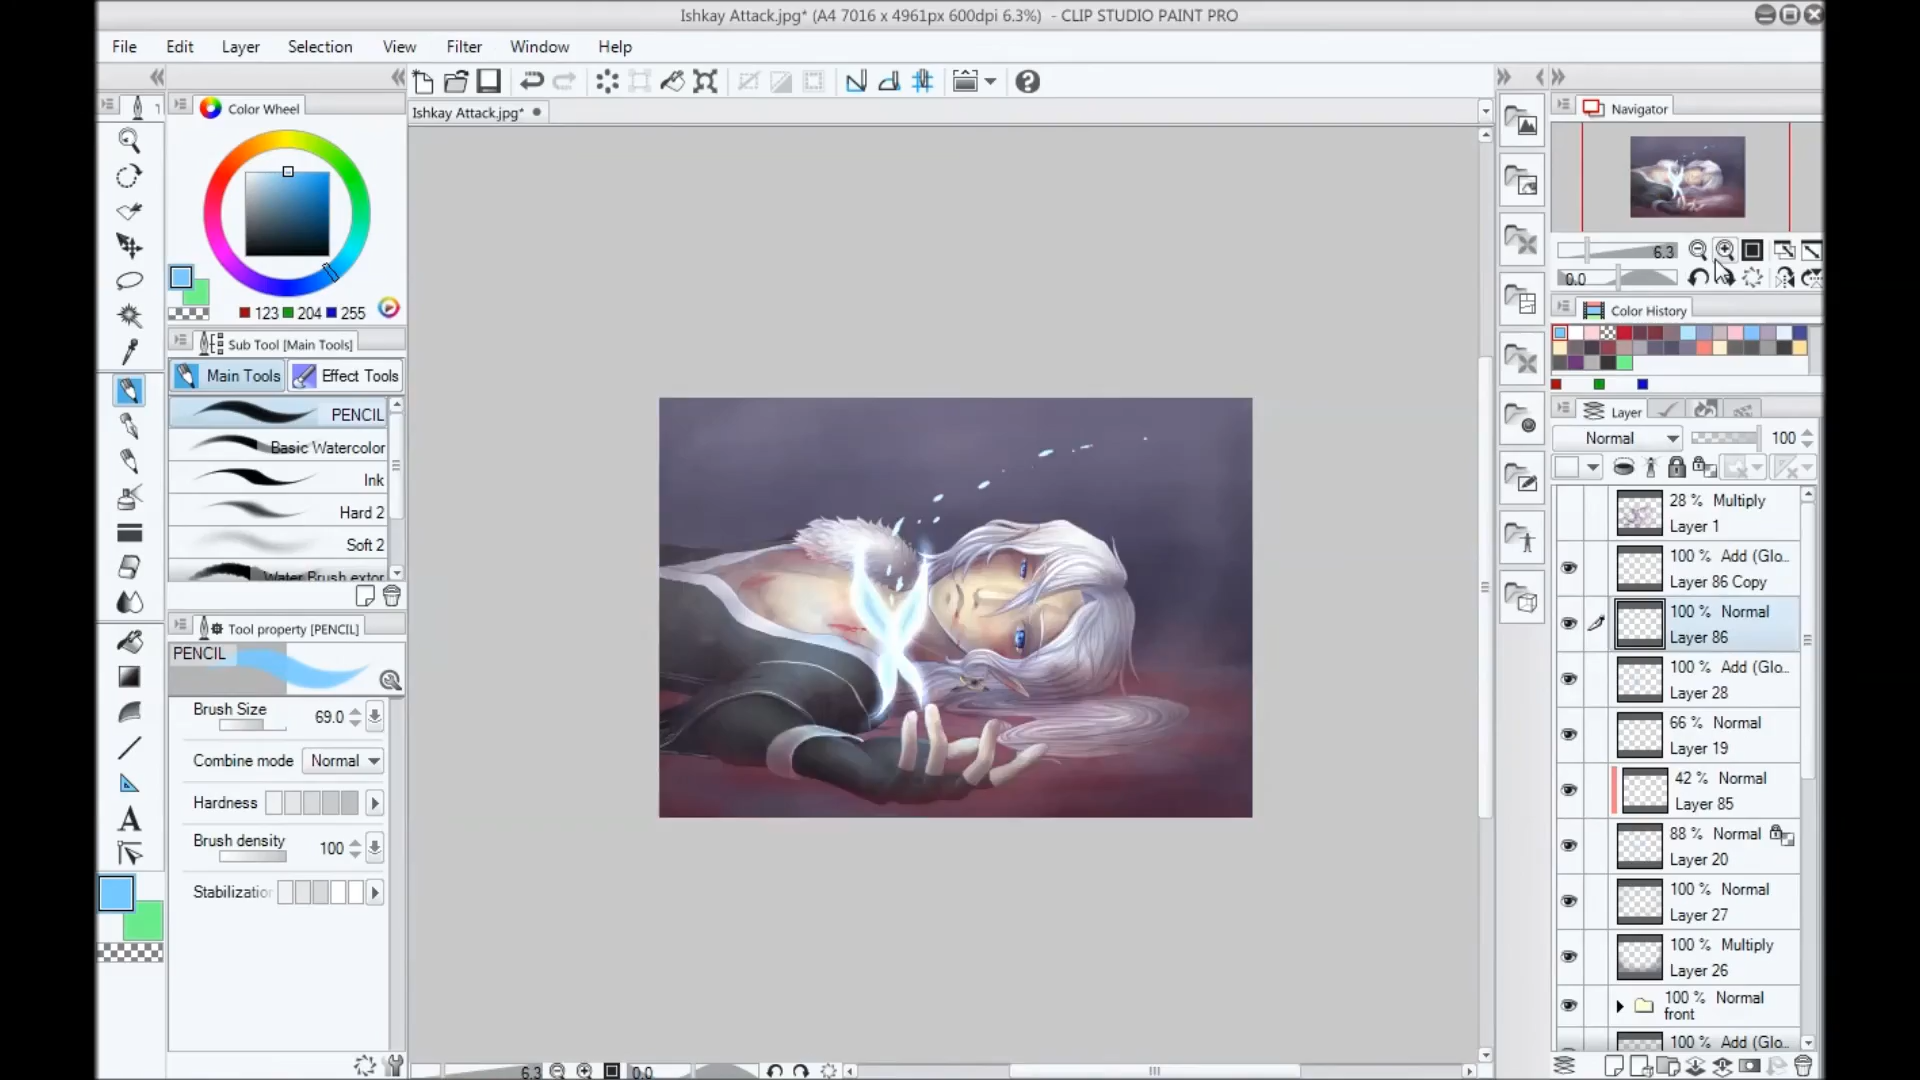 Ishkay Attack.jpg* (A4 7016 x 4961px 600dpi 6.3%) - CLIP STUDIO PAINT PRO
File Edit Layer Selection View Filter Window Help
Ishkay Attack.jpg*
Color Wheel
123 204 255
Sub Tool [Main Tools]
Main Tools Effect Tools
PENCIL
Basic Watercolor
Ink
Hard 2
Soft 2
Water Brush extor
Tool property [PENCIL]
PENCIL
Brush Size 69.0
Combine mode Normal
Hardness
Brush density 100
Stabilization
6.3 0.0
Navigator
6.3
0.0
Color History
Layer
Normal 100
28 % Multiply
Layer 1
100 % Add (Glo..
Layer 86 Copy
100 % Normal
Layer 86
100 % Add (Glo..
Layer 28
66 % Normal
Layer 19
42 % Normal
Layer 85
88 % Normal
Layer 20
100 % Normal
Layer 27
100 % Multiply
Layer 26
100 % Normal
front
100 % Add (Glo..